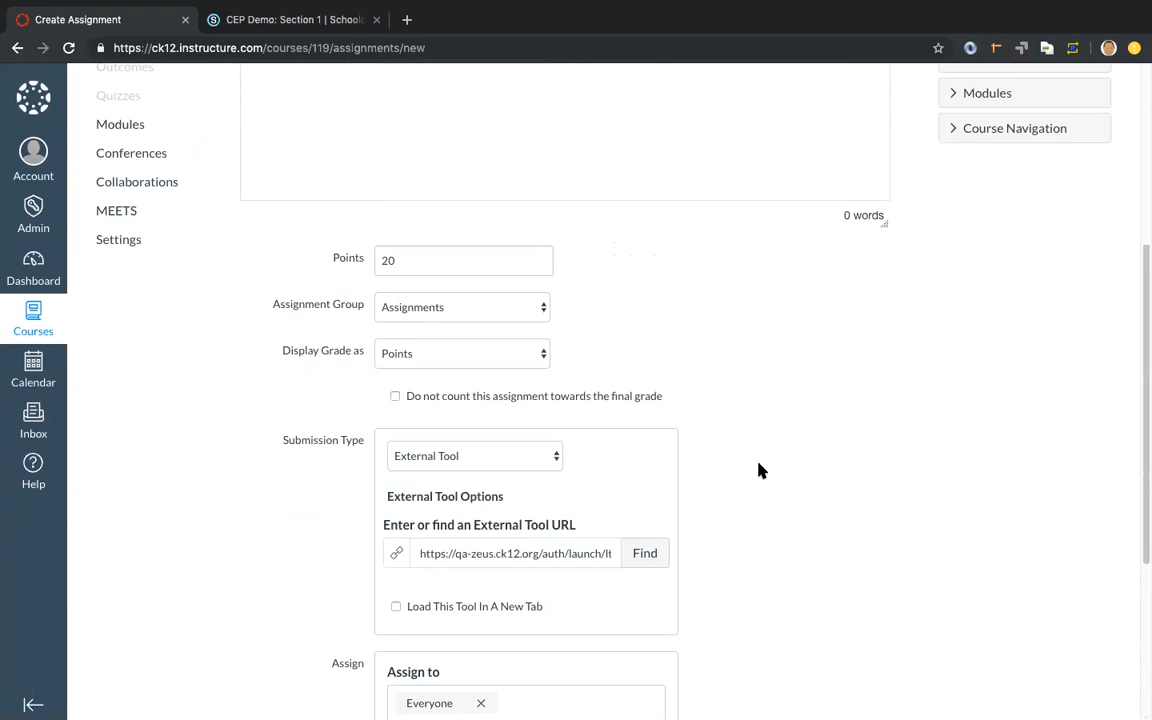 Create Assignment
CEP Demo: Section 1 | School
https://ck12.instructure.com/courses/119/assignments/new
Account
Admin
Dashboard
Courses
Calendar
Inbox
Help
Outcomes
Quizzes
Modules
Conferences
Collaborations
MEETS
Settings
0 words
Points
20
Assignment Group
Assignments
Display Grade as
Points
Do not count this assignment towards the final grade
Submission Type
External Tool
External Tool Options
Enter or find an External Tool URL
https://qa-zeus.ck12.org/auth/launch/lt
Find
Load This Tool In A New Tab
Assign
Assign to
Everyone
Modules
Course Navigation